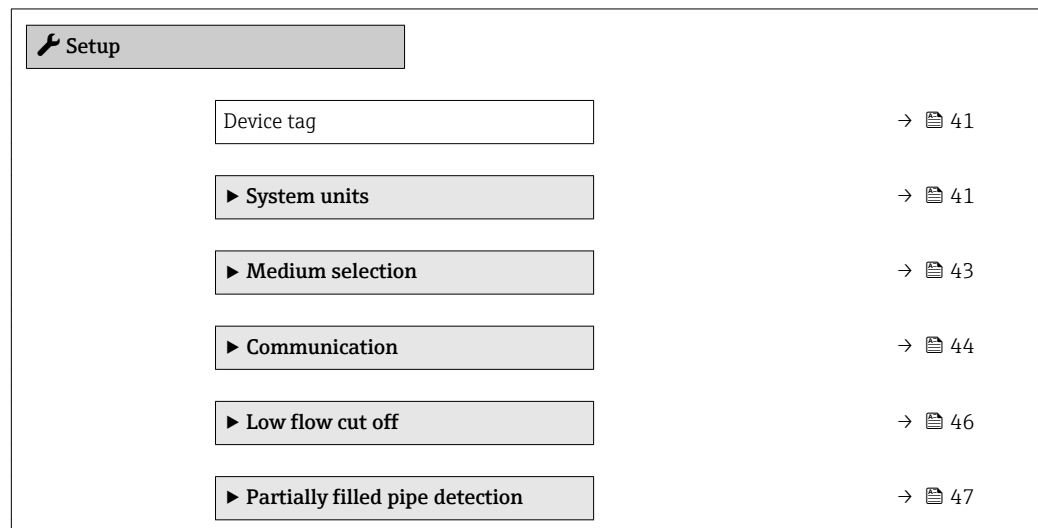 Setup
Device tag → 41
▶ System units → 41
▶ Medium selection → 43
▶ Communication → 44
▶ Low flow cut off → 46
▶ Partially filled pipe detection → 47